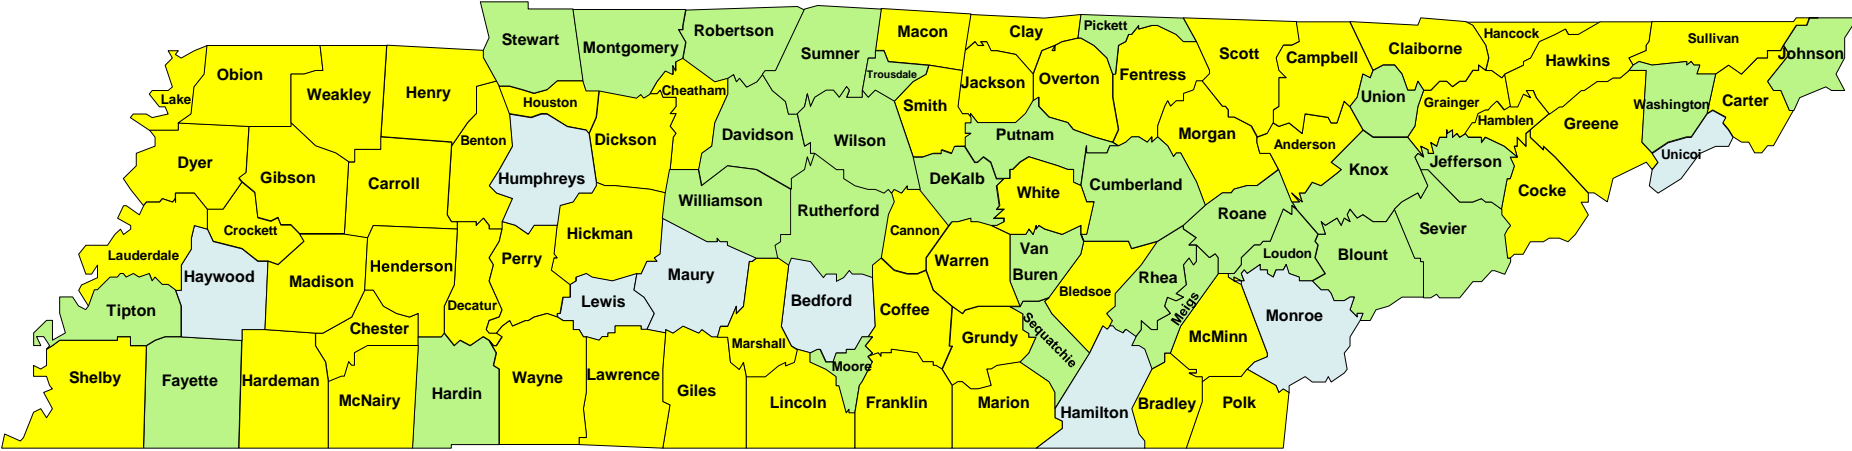 Stewart
Montgomery
Robertson
Sumner
Macon
Clay
Pickett
Scott
Campbell
Claiborne
Hancock
Hawkins
Sullivan
Johnson
Lake
Obion
Weakley
Henry
Houston
Cheatham
Trousdale
Smith
Jackson
Overton
Fentress
Union
Grainger
Hamblen
Greene
Washington
Carter
Unicoi
Dyer
Gibson
Carroll
Benton
Humphreys
Dickson
Davidson
Wilson
DeKalb
Putnam
White
Cumberland
Morgan
Anderson
Knox
Jefferson
Cocke
Lauderdale
Crockett
Haywood
Madison
Henderson
Decatur
Perry
Hickman
Williamson
Rutherford
Cannon
Warren
Van
Buren
Bledsoe
Rhea
Roane
Loudon
Blount
Sevier
Tipton
Chester
Lewis
Maury
Marshall
Bedford
Moore
Coffee
Grundy
Sequatchie
Meigs
McMinn
Monroe
Shelby
Fayette
Hardeman
McNairy
Hardin
Wayne
Lawrence
Giles
Lincoln
Franklin
Marion
Hamilton
Bradley
Polk